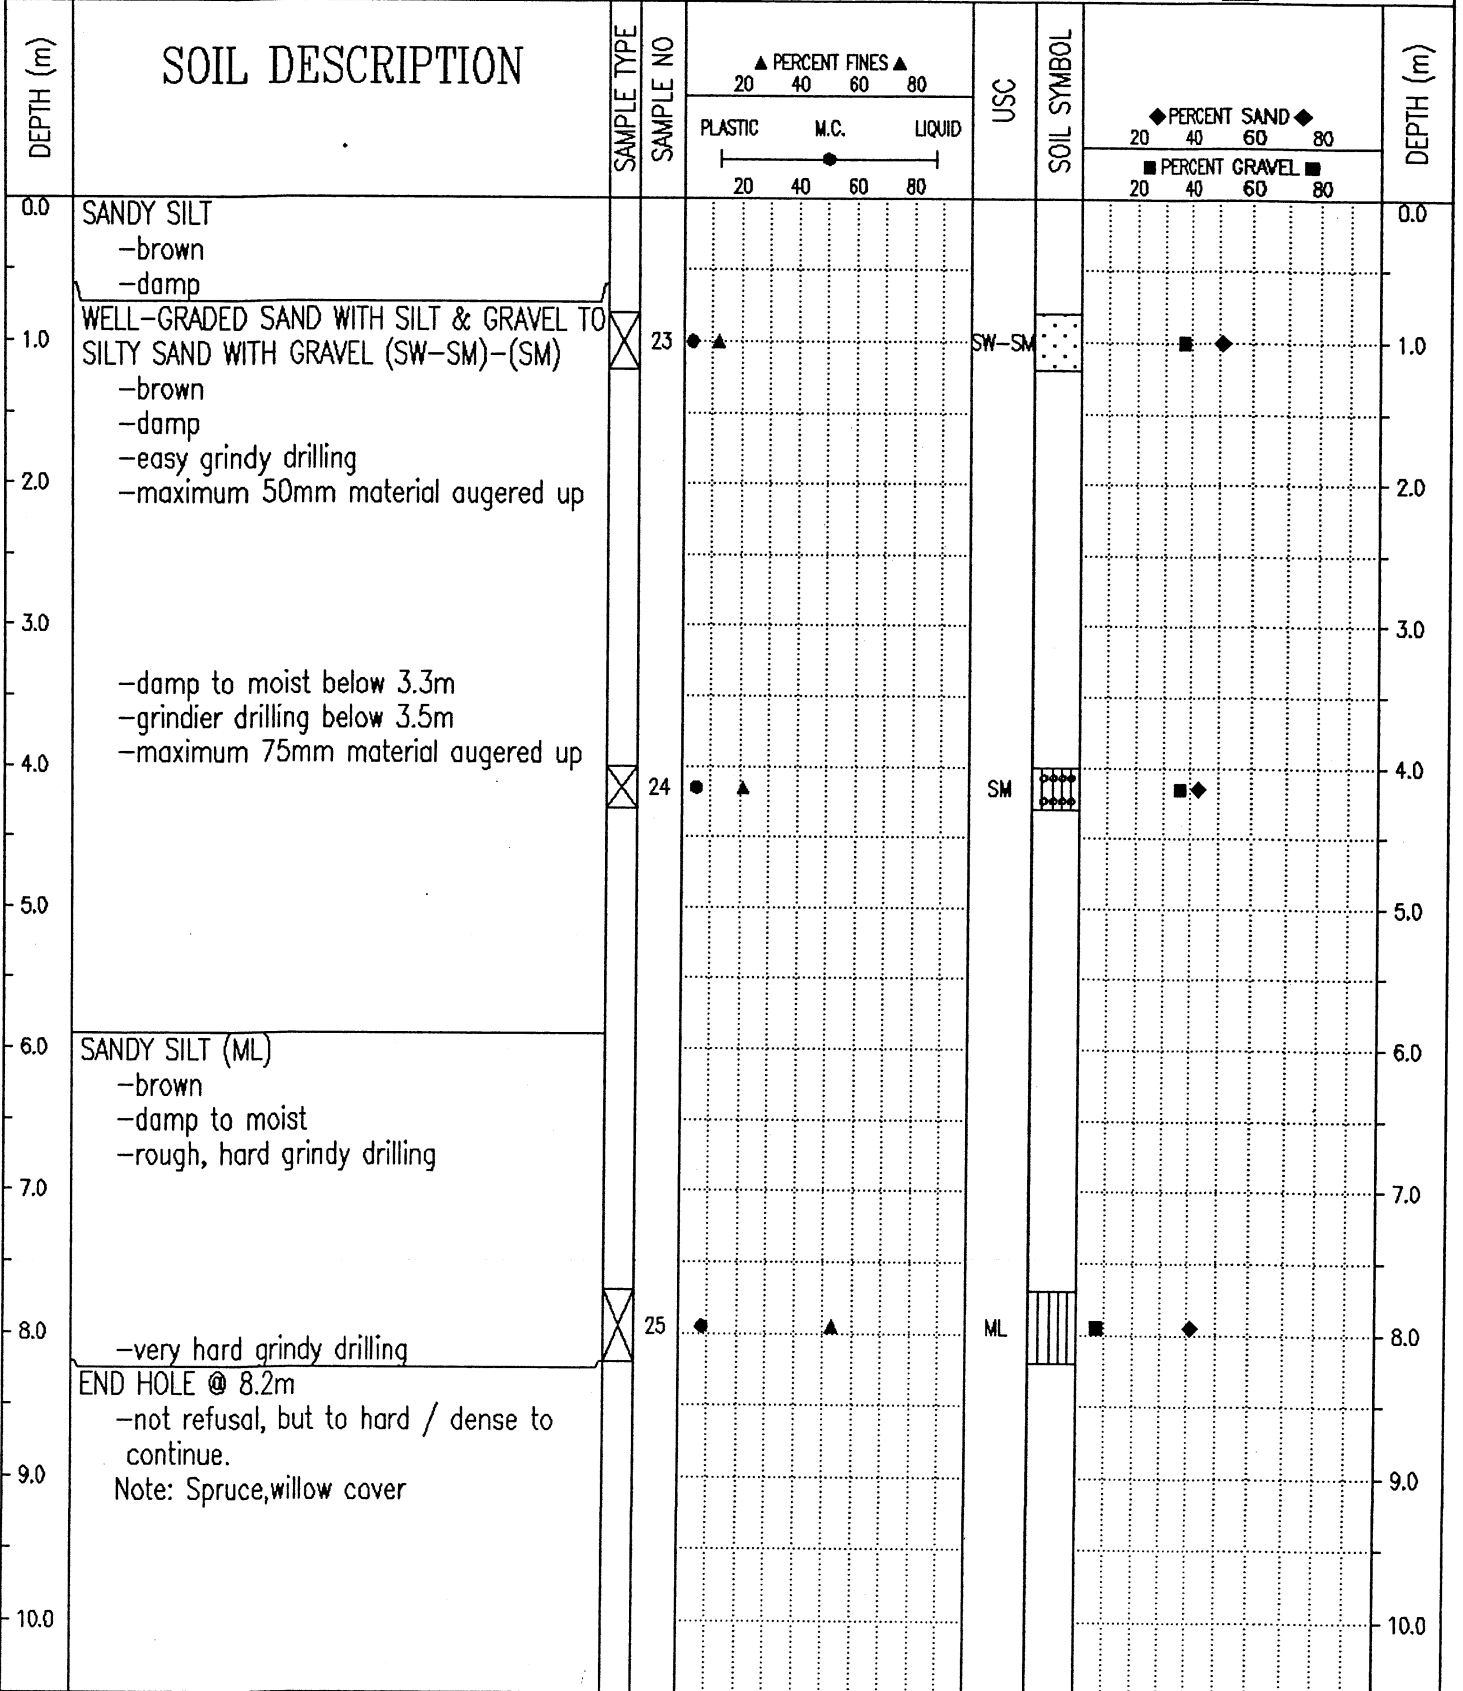 DEPTH (m)
SOIL DESCRIPTION
SAMPLE TYPE
SAMPLE NO
▲ PERCENT FINES ▲
20 40 60 80
PLASTIC M.C. LIQUID
20 40 60 80
USC
SOIL SYMBOL
◆PERCENT SAND◆
20 40 60 80
■ PERCENT GRAVEL■
20 40 60 80
DEPTH (m)
0.0
SANDY SILT
0.0
-brown
-damp
WELL-GRADED SAND WITH SILT & GRAVEL TO
1.0
SILTY SAND WITH GRAVEL (SW-SM)-(SM)
23
SW-SM
1.0
-brown
-damp
-easy grindy drilling
2.0
-maximum 50mm material augered up
2.0
3.0
3.0
-damp to moist below 3.3m
-grindier drilling below 3.5m
-maximum 75mm material augered up
4.0
4.0
24
SM
5.0
5.0
6.0
SANDY SILT (ML)
6.0
-brown
-damp to moist
-rough, hard grindy drilling
7.0
7.0
8.0
25
ML
8.0
-very hard grindy drilling
END HOLE @ 8.2m
-not refusal, but to hard / dense to
continue.
9.0
Note: Spruce,willow cover
9.0
10.0
10.0